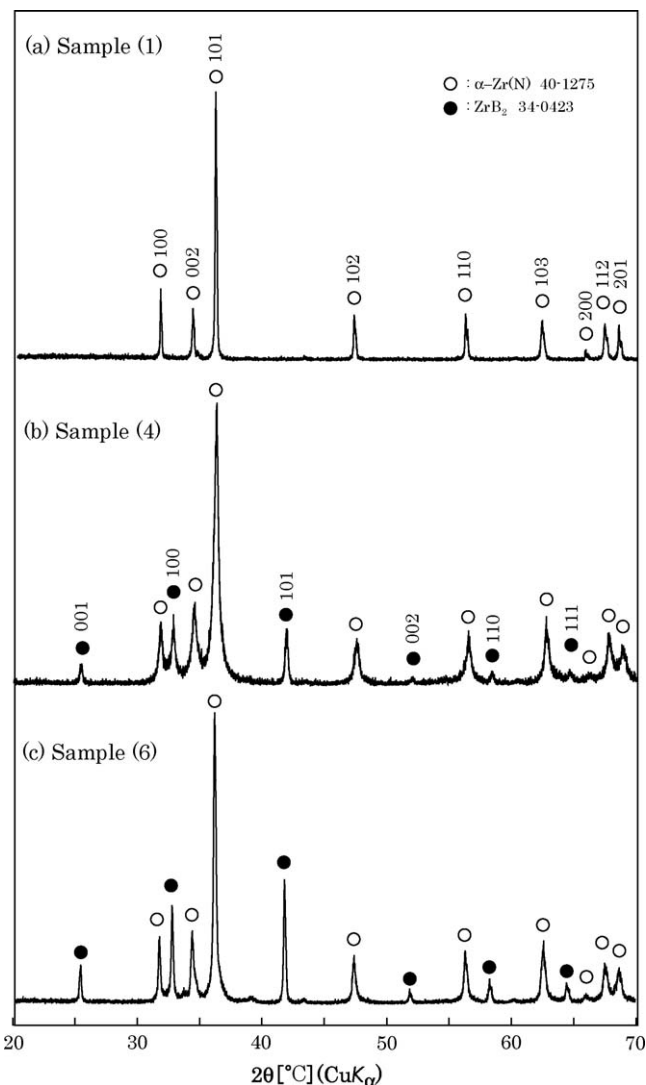 (a) Sample (1)
101
○ : α–Zr(N) 40-1275
● : ZrB₂ 34-0423
100
002
102
110
103
200
112
201
(b) Sample (4)
001
100
101
002
110
111
(c) Sample (6)
20 30 40 50 60 70
2θ[°C](CuKα)